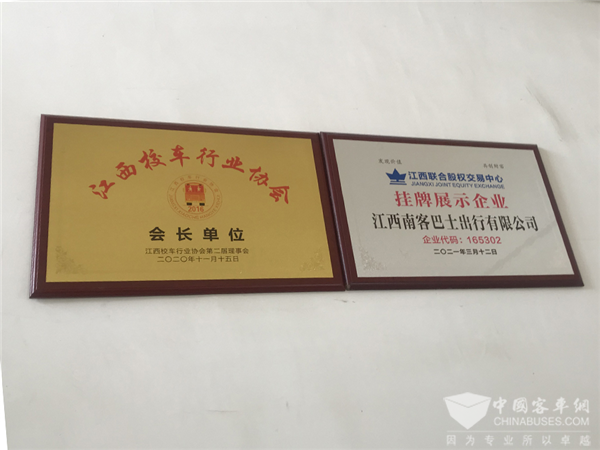 江西校车行业协会
2016
会长单位
江西校车行业协会第二届理事会
二〇二〇年十一月十五日
江西联合股权交易中心
JIANGXI JOINT EQUITY EXCHANGE
挂牌展示企业
江西南客巴士出行有限公司
企业代码：165302
二〇二一年三月十二日
中國客车網
CHINABUSES.COM
因为专业所以卓越